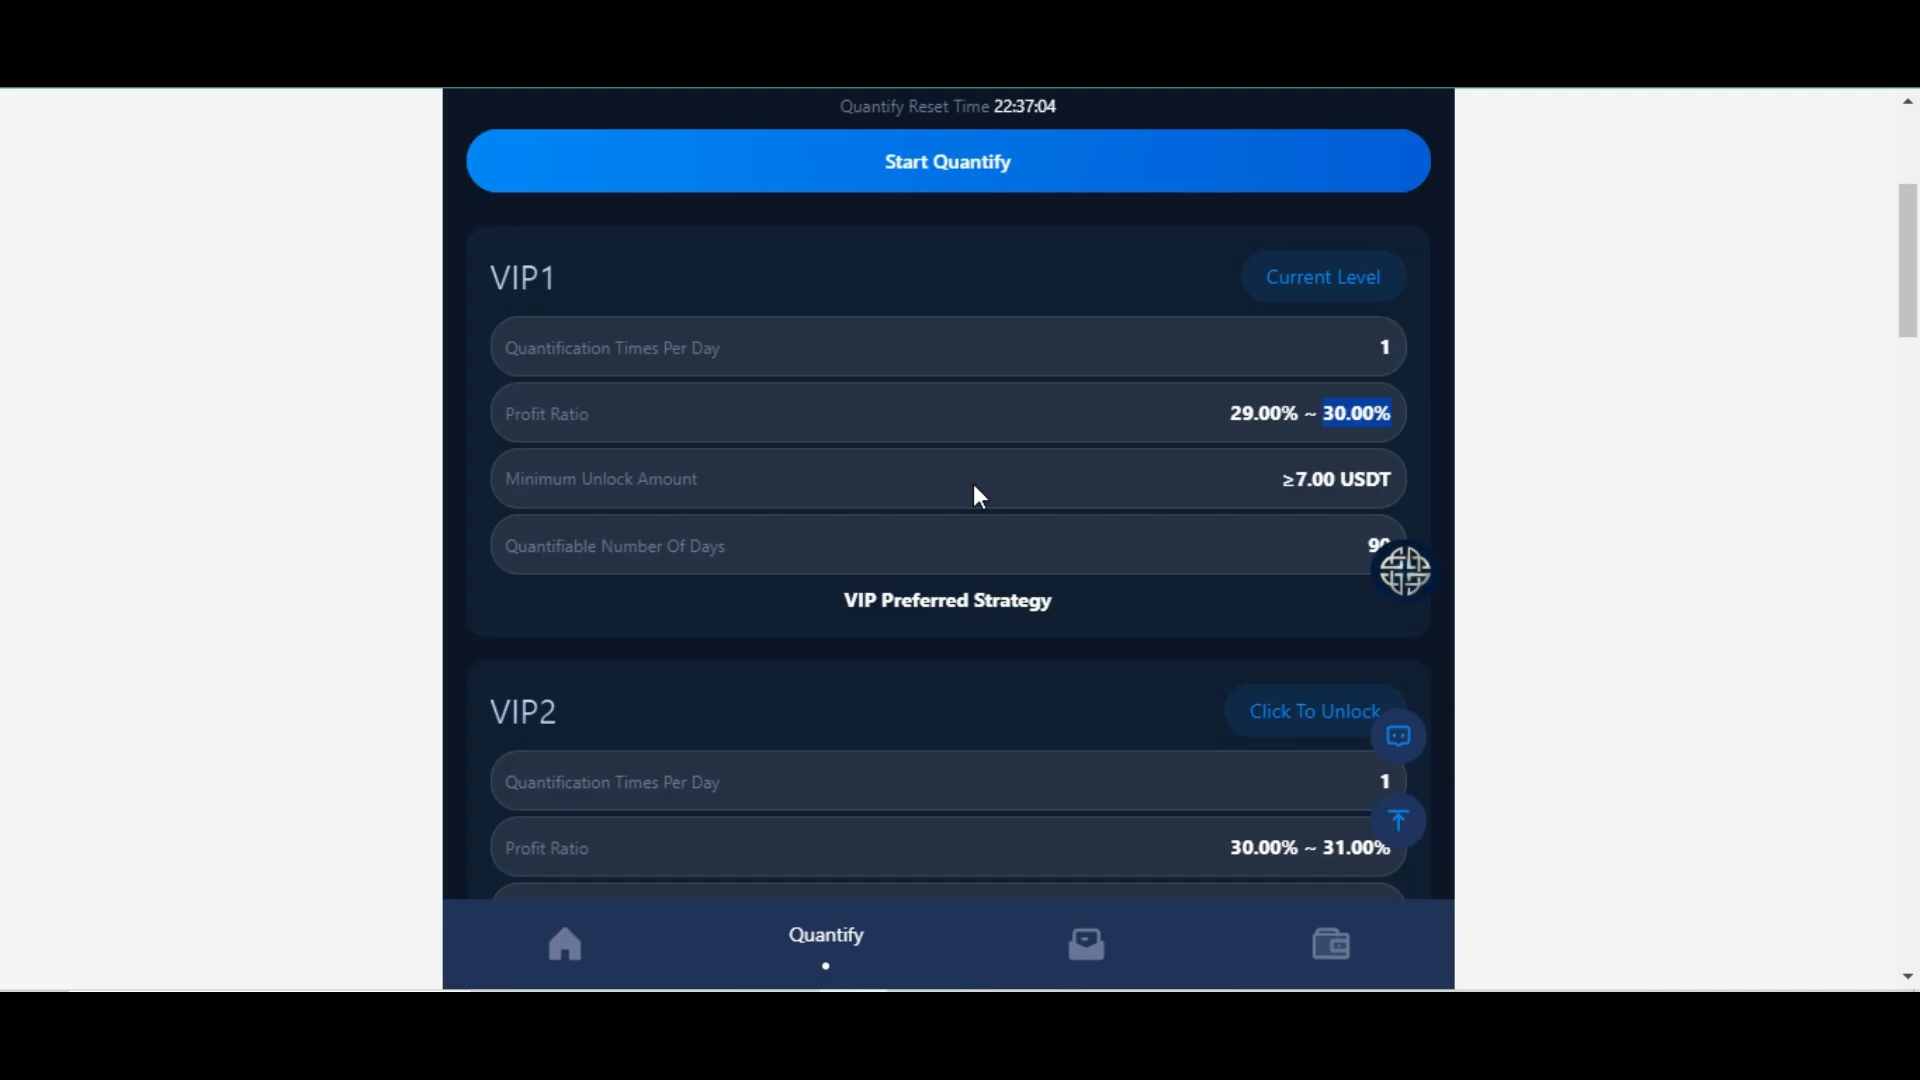 Quantify Reset Time 22:37:04
Start Quantify
VIP1
Current Level
Quantification Times Per Day 1
Profit Ratio 29.00% ~ 30.00%
Minimum Unlock Amount ≥7.00 USDT
Quantifiable Number Of Days
VIP Preferred Strategy
VIP2
Click To Unlock
Quantification Times Per Day 1
Profit Ratio 30.00% ~ 31.00%
Quantify